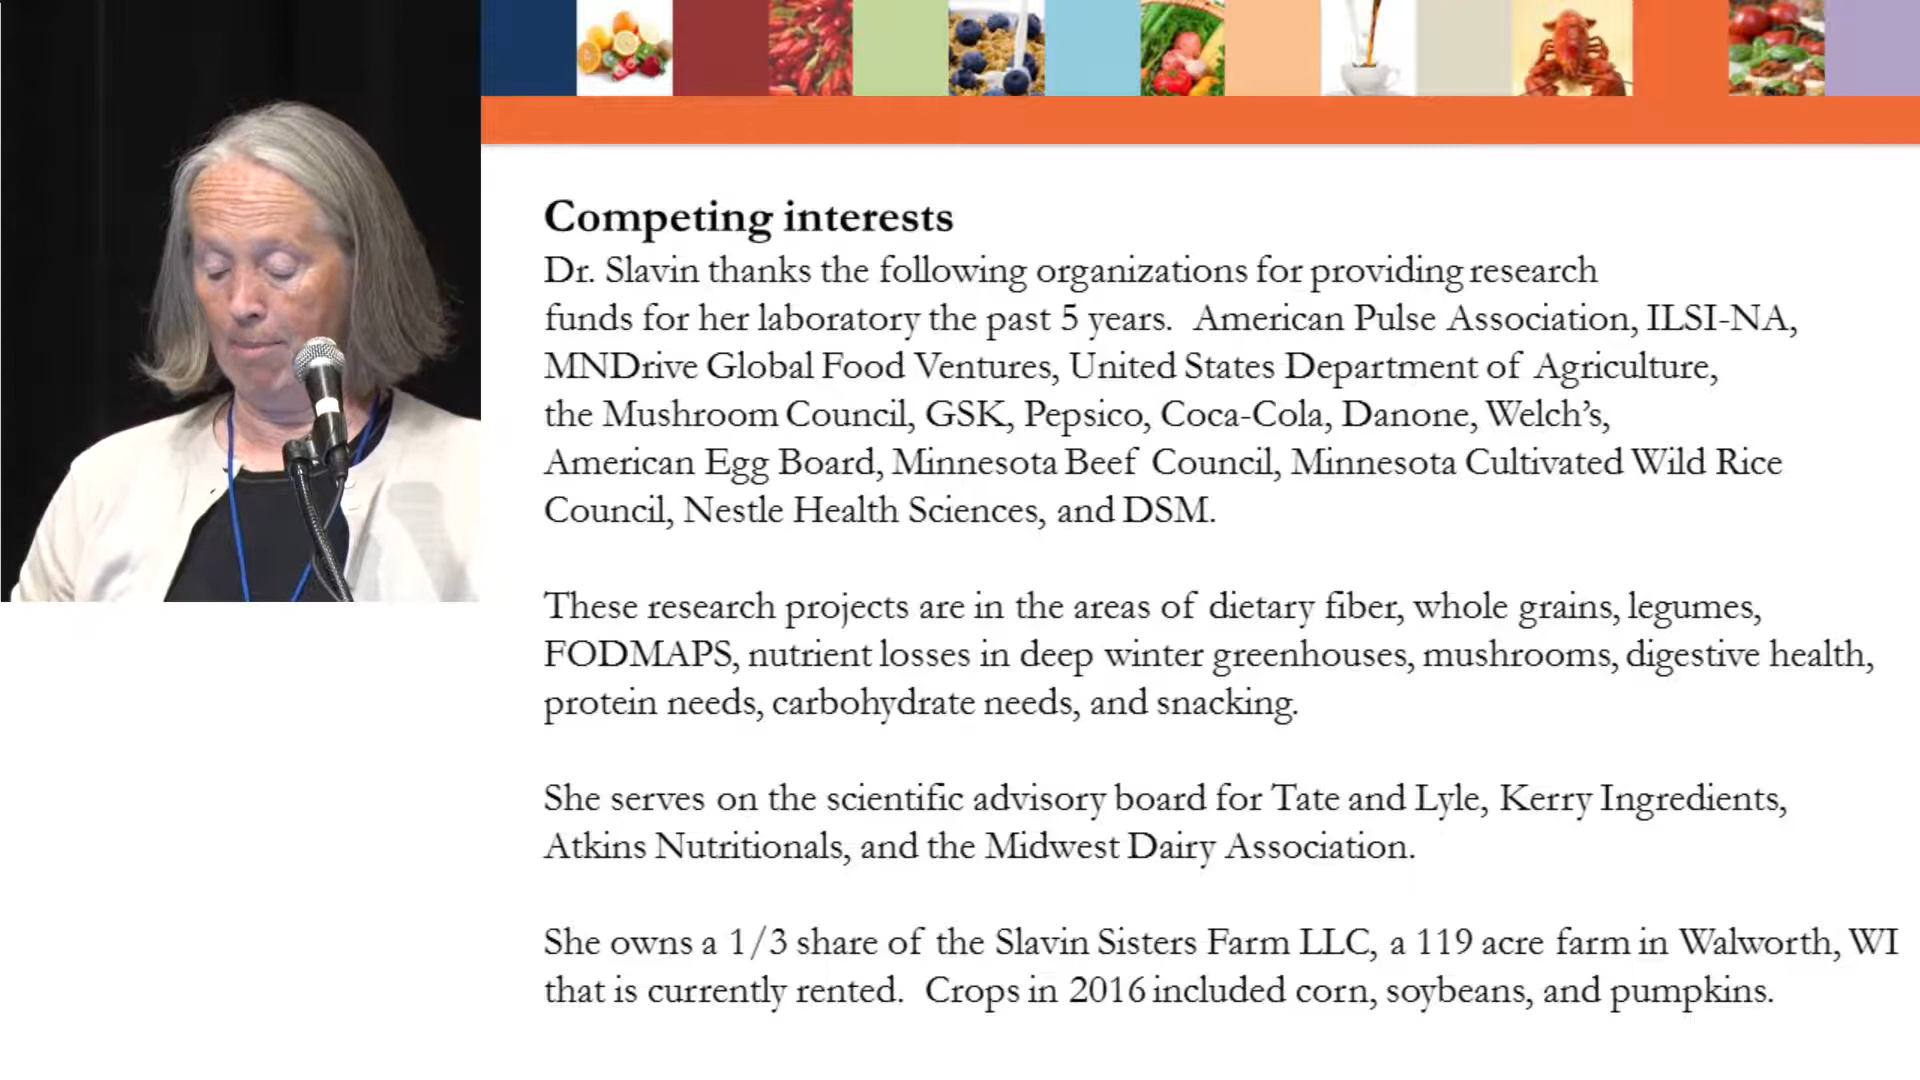 Competing interests
Dr. Slavin thanks the following organizations for providing research
funds for her laboratory the past 5 years. American Pulse Association, ILSI-NA,
MNDrive Global Food Ventures, United States Department of Agriculture,
the Mushroom Council, GSK, Pepsico, Coca-Cola, Danone, Welch’s,
American Egg Board, Minnesota Beef Council, Minnesota Cultivated Wild Rice
Council, Nestle Health Sciences, and DSM.
These research projects are in the areas of dietary fiber, whole grains, legumes,
FODMAPS, nutrient losses in deep winter greenhouses, mushrooms, digestive health,
protein needs, carbohydrate needs, and snacking.
She serves on the scientific advisory board for Tate and Lyle, Kerry Ingredients,
Atkins Nutritionals, and the Midwest Dairy Association.
She owns a 1/3 share of the Slavin Sisters Farm LLC, a 119 acre farm in Walworth, WI
that is currently rented. Crops in 2016 included corn, soybeans, and pumpkins.